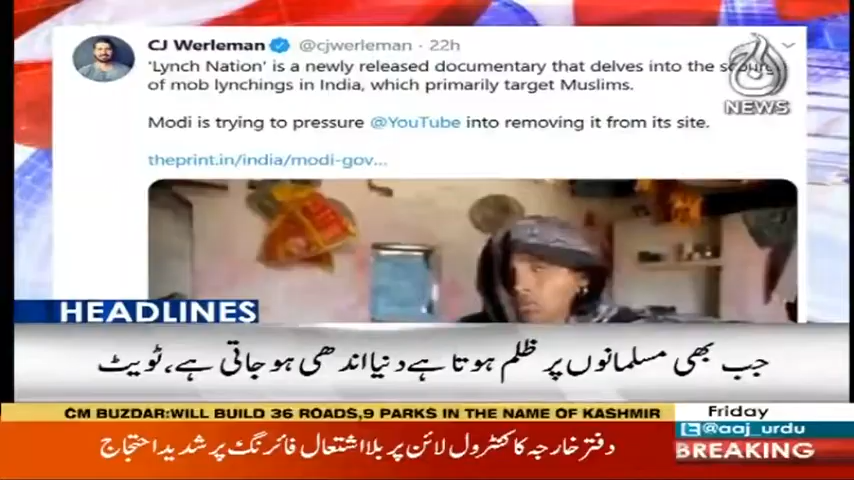 CJ Werleman @cjwerleman · 22h
'Lynch Nation' is a newly released documentary that delves into the scourge
of mob lynchings in India, which primarily target Muslims.
Modi is trying to pressure @YouTube into removing it from its site.
theprint.in/india/modi-gov...
NEWS
HEADLINES
جب بھی مسلمانوں پر ظلم ہوتا ہے دنیا اندھی ہو جاتی ہے، ٹویٹ
CM BUZDAR:WILL BUILD 36 ROADS,9 PARKS IN THE NAME OF KASHMIR
Friday
@aaj_urdu
دفتر خارجہ کا کنٹرول لائن پر بلا اشتعال فائرنگ پر شدید احتجاج
BREAKING